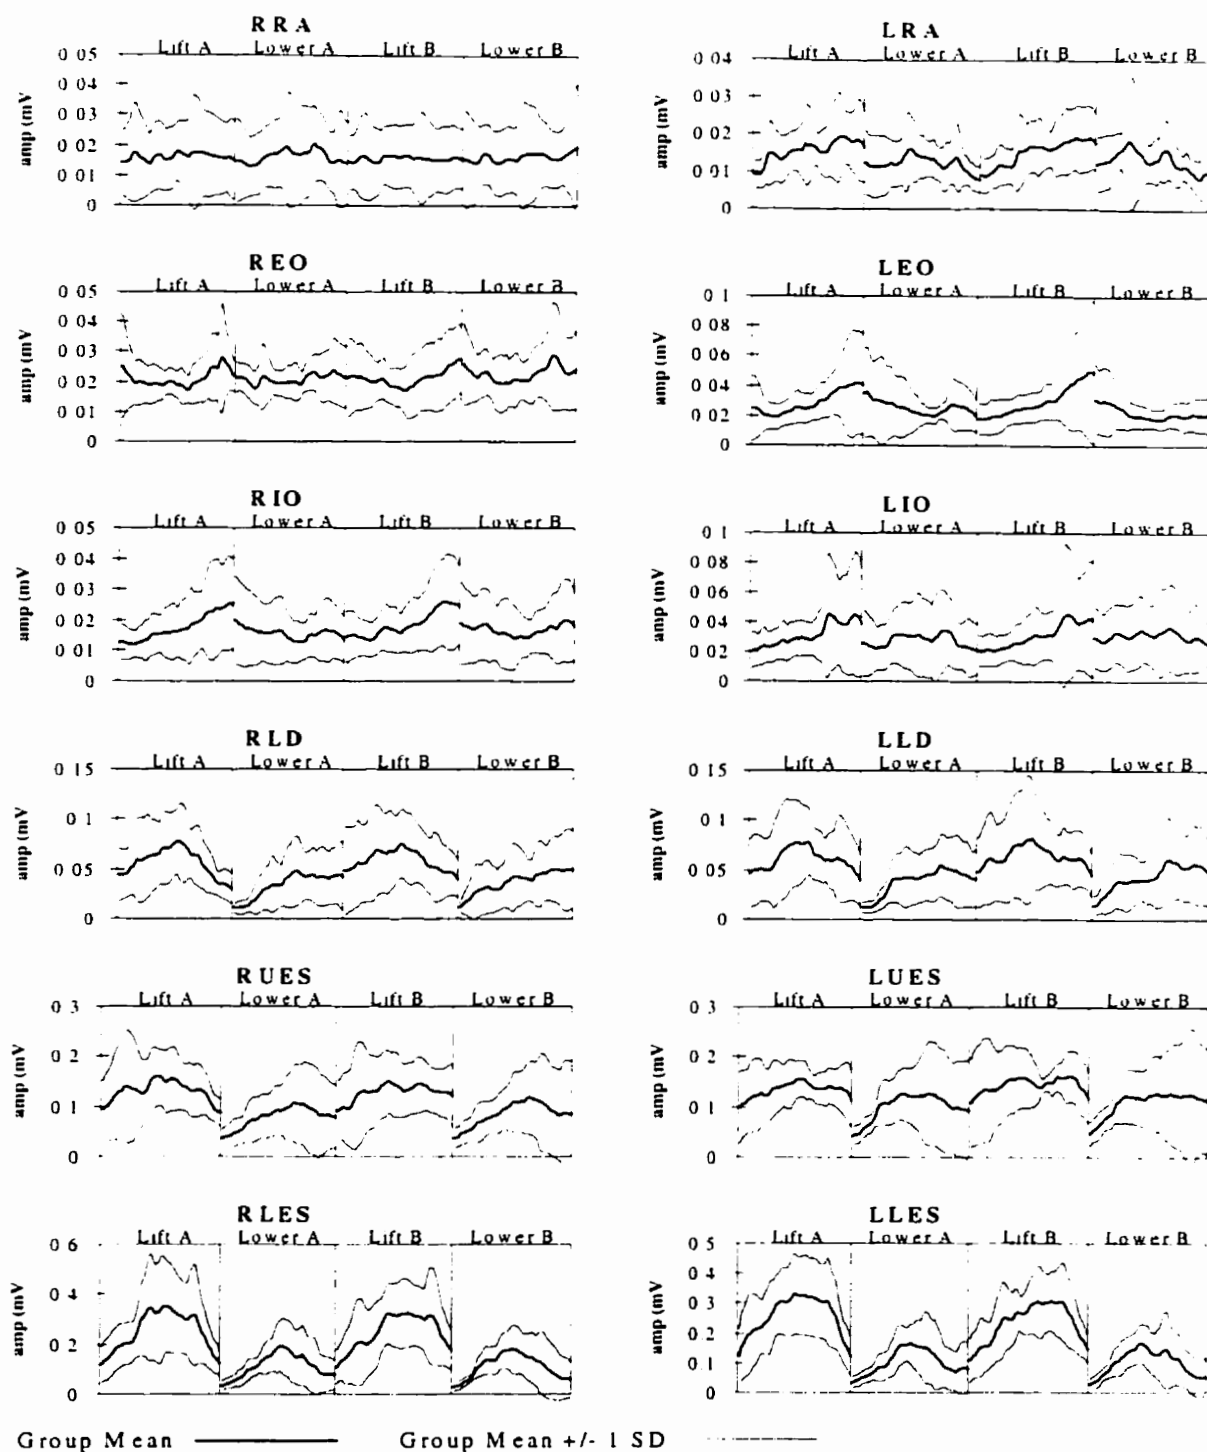 RRA
Lift A Lower A Lift B Lower B
0 05
0 04
0 03
0 02
0 01
0
amp (mV
LRA
Lift A Lower A Lift B Lower B
0 04
0 03
0 02
0 01
0
amp (mV
REO
Lift A Lower A Lift B Lower B
0 05
0 04
0 03
0 02
0 01
0
amp (mV
LEO
Lift A Lower A Lift B Lower B
0 1
0 08
0 06
0 04
0 02
0
amp (mV
RIO
Lift A Lower A Lift B Lower B
0 05
0 04
0 03
0 02
0 01
0
amp (mV
LIO
Lift A Lower A Lift B Lower B
0 1
0 08
0 06
0 04
0 02
0
amp (mV
RLD
Lift A Lower A Lift B Lower B
0 15
0 1
0 05
0
amp (mV
LLD
Lift A Lower A Lift B Lower B
0 15
0 1
0 05
0
amp (mV
RUES
Lift A Lower A Lift B Lower B
0 3
0 2
0 1
0
amp (mV
LUES
Lift A Lower A Lift B Lower B
0 3
0 2
0 1
0
amp (mV
RLES
Lift A Lower A Lift B Lower B
0 6
0 4
0 2
0
amp (mV
LLES
Lift A Lower A Lift B Lower B
0 5
0 4
0 3
0 2
0 1
0
amp (mV
Group Mean Group Mean +/- 1 SD